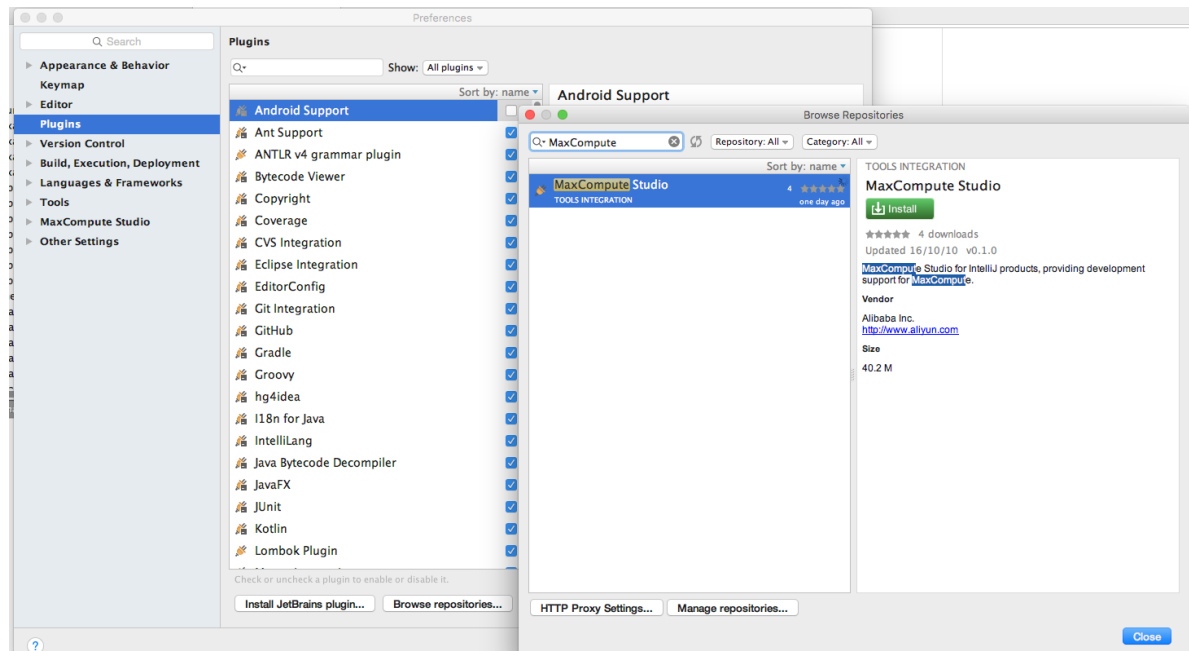 Preferences
Search
Appearance & Behavior
Keymap
Editor
Plugins
Version Control
Build, Execution, Deployment
Languages & Frameworks
Tools
MaxCompute Studio
Other Settings
Plugins
Show: All plugins
Sort by: name
Android Support
Ant Support
ANTLR v4 grammar plugin
Bytecode Viewer
Copyright
Coverage
CVS Integration
Eclipse Integration
EditorConfig
Git Integration
GitHub
Gradle
Groovy
hg4idea
I18n for Java
IntelliLang
Java Bytecode Decompiler
JavaFX
JUnit
Kotlin
Lombok Plugin
Check or uncheck a plugin to enable or disable it.
Install JetBrains plugin... Browse repositories...
?
Android Support
Browse Repositories
MaxCompute Repository: All Category: All
Sort by: name
MaxCompute Studio 4
TOOLS INTEGRATION one day ago
TOOLS INTEGRATION
MaxCompute Studio
Install
4 downloads
Updated 16/10/10 v0.1.0
MaxCompute Studio for IntelliJ products, providing development
support for MaxCompute.
Vendor
Alibaba Inc.
http://www.aliyun.com
Size
40.2 M
HTTP Proxy Settings... Manage repositories...
Close